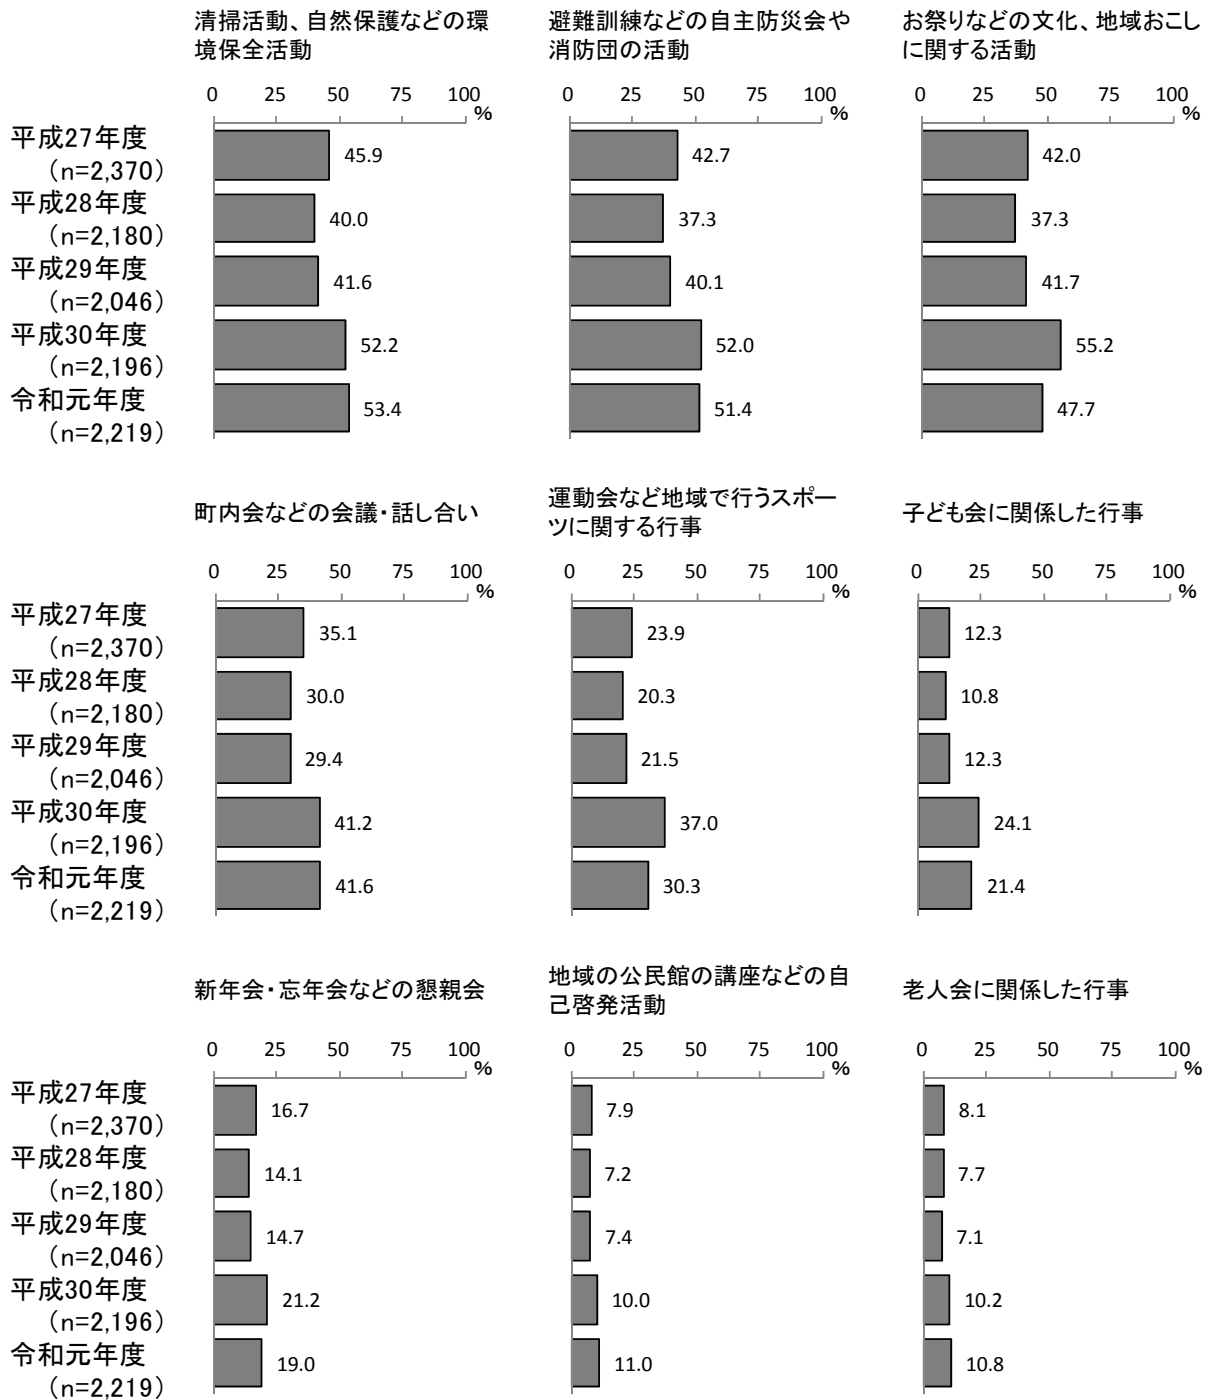 清掃活動、自然保護などの環
境保全活動
避難訓練などの自主防災会や
消防団の活動
お祭りなどの文化、地域おこし
に関する活動
0 25 50 75 100
%
0 25 50 75 100
%
0 25 50 75 100
%
平成27年度
(n=2,370)
45.9
42.7
42.0
平成28年度
(n=2,180)
40.0
37.3
37.3
平成29年度
(n=2,046)
41.6
40.1
41.7
平成30年度
(n=2,196)
52.2
52.0
55.2
令和元年度
(n=2,219)
53.4
51.4
47.7
町内会などの会議・話し合い
運動会など地域で行うスポー
ツに関する行事
子ども会に関係した行事
0 25 50 75 100
%
0 25 50 75 100
%
0 25 50 75 100
%
平成27年度
(n=2,370)
35.1
23.9
12.3
平成28年度
(n=2,180)
30.0
20.3
10.8
平成29年度
(n=2,046)
29.4
21.5
12.3
平成30年度
(n=2,196)
41.2
37.0
24.1
令和元年度
(n=2,219)
41.6
30.3
21.4
新年会・忘年会などの懇親会
地域の公民館の講座などの自
己啓発活動
老人会に関係した行事
0 25 50 75 100
%
0 25 50 75 100
%
0 25 50 75 100
%
平成27年度
(n=2,370)
16.7
7.9
8.1
平成28年度
(n=2,180)
14.1
7.2
7.7
平成29年度
(n=2,046)
14.7
7.4
7.1
平成30年度
(n=2,196)
21.2
10.0
10.2
令和元年度
(n=2,219)
19.0
11.0
10.8